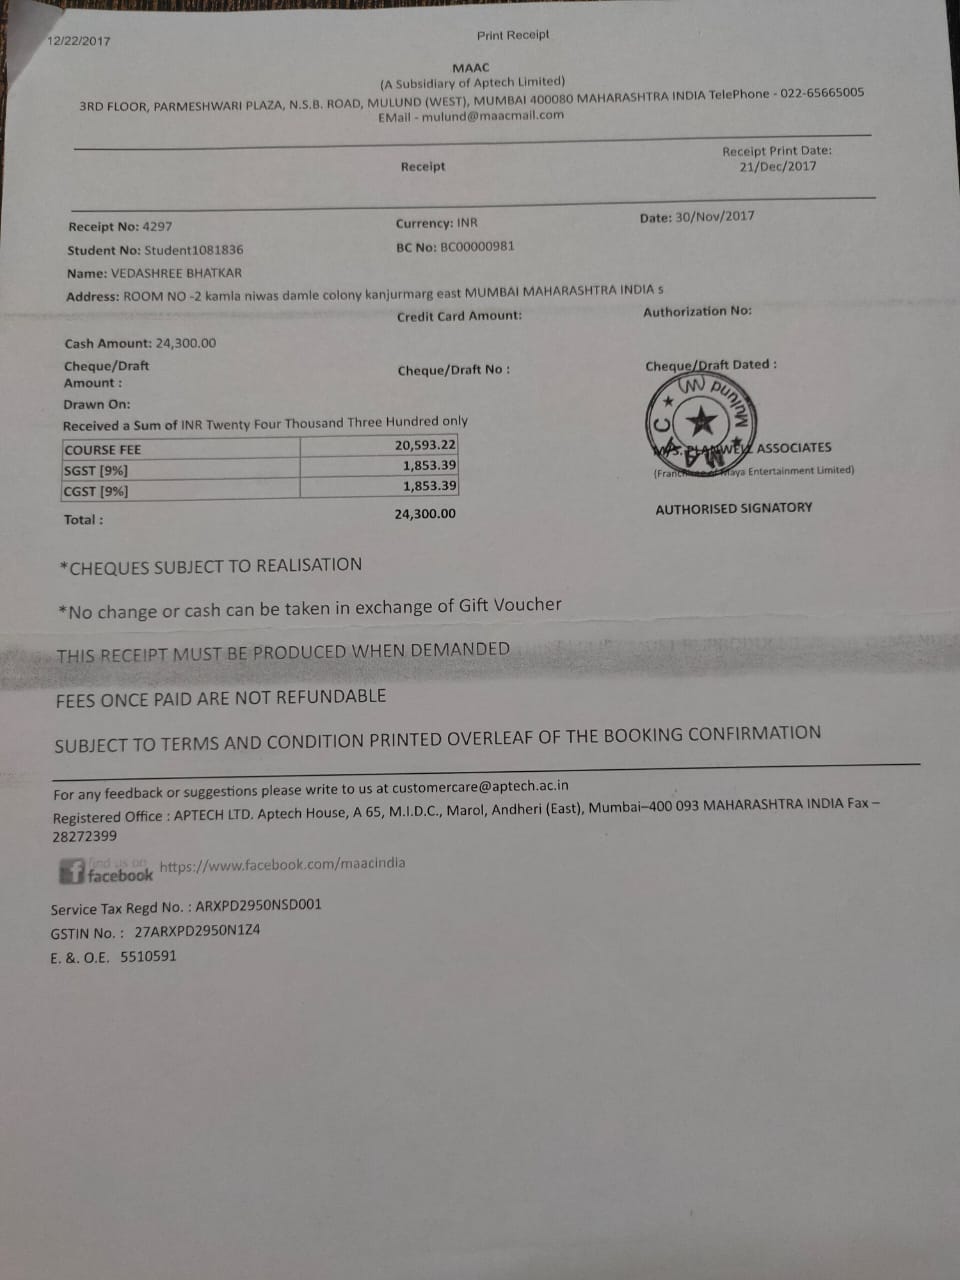 12/22/2017
Print Receipt
MAAC
(A Subsidiary of Aptech Limited)
3RD FLOOR, PARMESHWARI PLAZA, N.S.B. ROAD, MULUND (WEST), MUMBAI 400080 MAHARASHTRA INDIA TelePhone - 022-65665005
EMail - mulund@maacmail.com
Receipt
Receipt Print Date:
21/Dec/2017
Receipt No: 4297 Currency: INR Date: 30/Nov/2017
Student No: Student1081836 BC No: BC00000981
Name: VEDASHREE BHATKAR
Address: ROOM NO -2 kamla niwas damle colony kanjurmarg east MUMBAI MAHARASHTRA INDIA s
Credit Card Amount: Authorization No:
Cash Amount: 24,300.00
Cheque/Draft
Amount : Cheque/Draft No : Cheque/Draft Dated :
Drawn On:
Received a Sum of INR Twenty Four Thousand Three Hundred only
COURSE FEE 20,593.22
SGST [9%] 1,853.39
CGST [9%] 1,853.39
Total : 24,300.00
Mulund (W)
M/S. PLANWELL ASSOCIATES
(Franchisee of Maya Entertainment Limited)
AUTHORISED SIGNATORY
*CHEQUES SUBJECT TO REALISATION
*No change or cash can be taken in exchange of Gift Voucher
THIS RECEIPT MUST BE PRODUCED WHEN DEMANDED
FEES ONCE PAID ARE NOT REFUNDABLE
SUBJECT TO TERMS AND CONDITION PRINTED OVERLEAF OF THE BOOKING CONFIRMATION
For any feedback or suggestions please write to us at customercare@aptech.ac.in
Registered Office : APTECH LTD. Aptech House, A 65, M.I.D.C., Marol, Andheri (East), Mumbai–400 093 MAHARASHTRA INDIA Fax –
28272399
find us on
facebook https://www.facebook.com/maacindia
Service Tax Regd No. : ARXPD2950NSD001
GSTIN No. : 27ARXPD2950N1Z4
E. &. O.E. 5510591